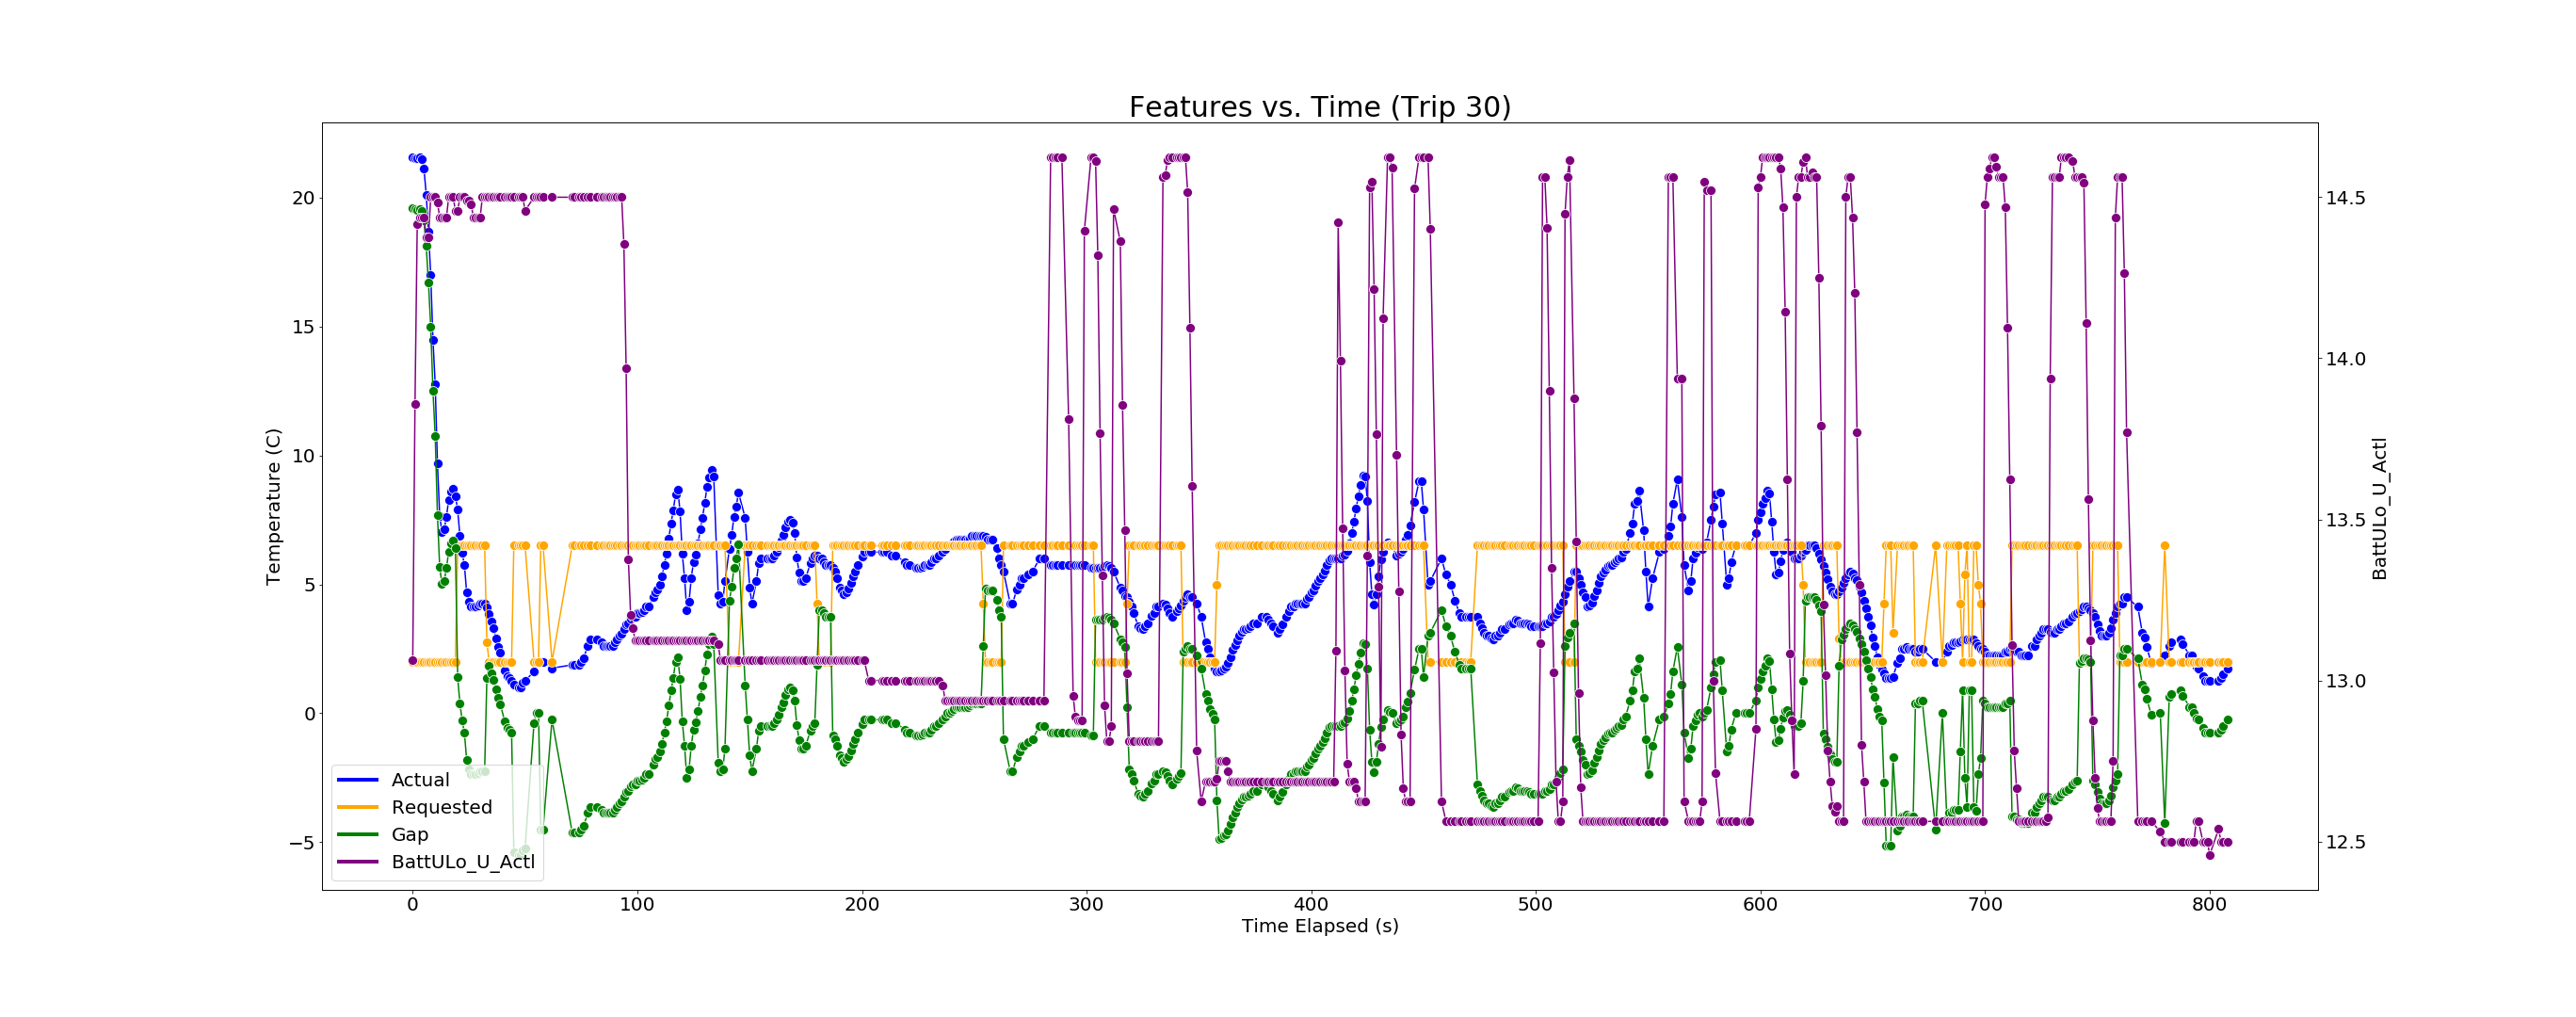 Features vs. Time (Trip 30)
Temperature (C)
20
15
10
5
0
−5
14.5
14.0
13.5
13.0
12.5
BattULo_U_Actl
Actual
Requested
Gap
BattULo_U_Actl
0 100 200 300 400 500 600 700 800
Time Elapsed (s)